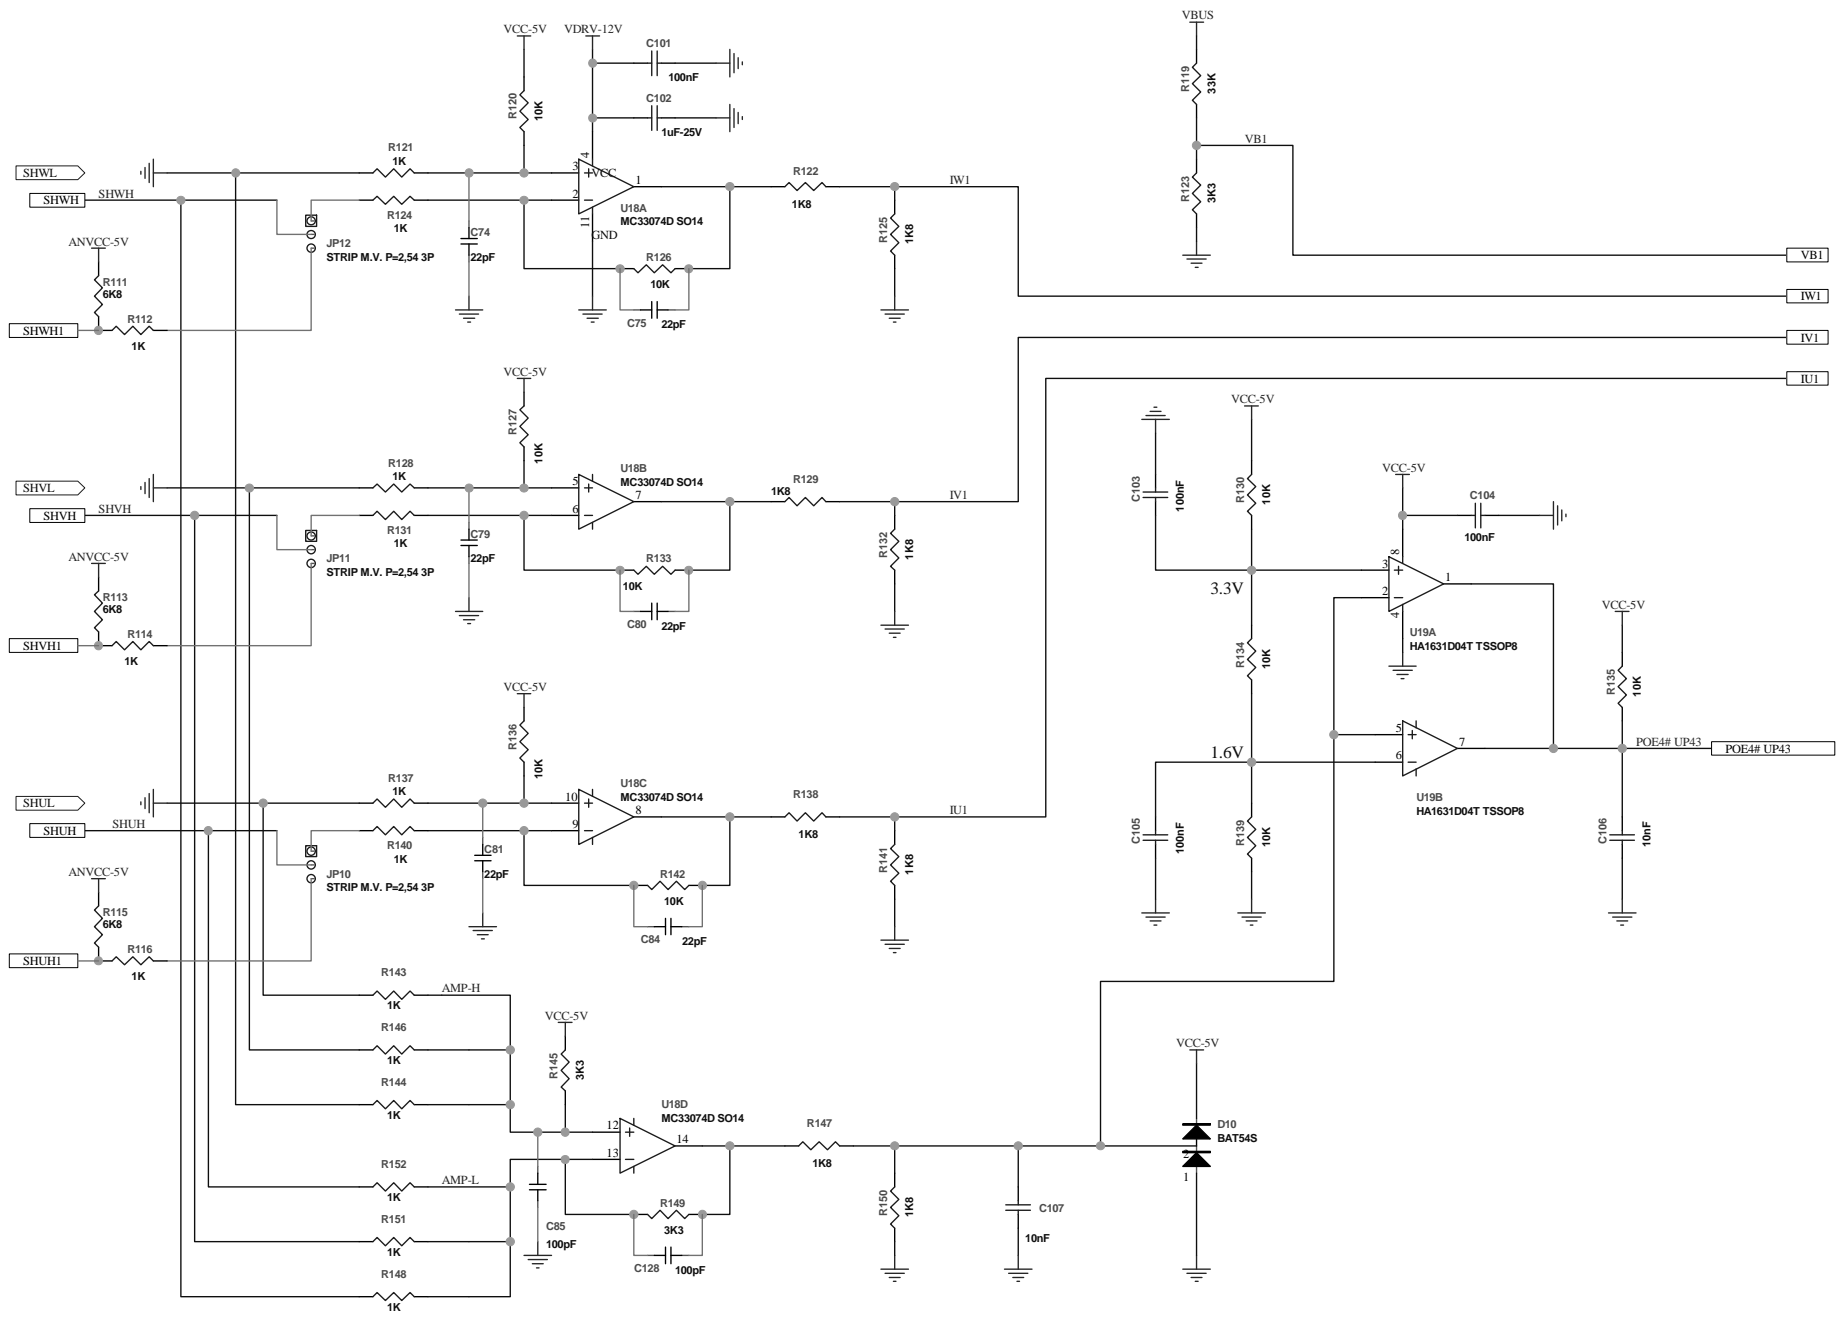 VBUS
R119
33K
VB1
R123
3K3
VCC-5V
VDRV-12V
C101
100nF
C102
1uF-25V
R120
10K
SHWL
SHWH
SHWH
R121
1K
R124
1K
3
2
4
VCC
1
11
GND
U18A
MC33074D SO14
R122
1K8
IW1
R125
1K8
ANVCC-5V
JP12
STRIP M.V. P=2,54 3P
C74
22pF
R126
10K
C75
22pF
R111
6K8
SHWH1
R112
1K
VB1
IW1
IV1
IU1
VCC-5V
R127
10K
SHVL
SHVH
SHVH
R128
1K
R131
1K
5
6
7
U18B
MC33074D SO14
R129
1K8
IV1
R132
1K8
ANVCC-5V
JP11
STRIP M.V. P=2,54 3P
C79
22pF
R133
10K
C80
22pF
R113
6K8
SHVH1
R114
1K
VCC-5V
C103
100nF
R130
10K
VCC-5V
C104
100nF
3.3V
3
2
8
1
4
U19A
HA1631D04T TSSOP8
R134
10K
VCC-5V
R135
10K
1.6V
5
6
7
U19B
HA1631D04T TSSOP8
POE4# UP43
POE4# UP43
C105
100nF
R139
10K
C106
10nF
VCC-5V
R136
10K
SHUL
SHUH
SHUH
R137
1K
R140
1K
10
9
8
U18C
MC33074D SO14
R138
1K8
IU1
R141
1K8
ANVCC-5V
JP10
STRIP M.V. P=2,54 3P
C81
22pF
R142
10K
C84
22pF
R115
6K8
SHUH1
R116
1K
R143
1K
AMP-H
R146
1K
R144
1K
VCC-5V
R145
3K3
12
13
14
U18D
MC33074D SO14
R147
1K8
R152
1K
AMP-L
R151
1K
R148
1K
C85
100pF
R149
3K3
C128
100pF
R150
1K8
C107
10nF
VCC-5V
D10
BAT54S
2
1